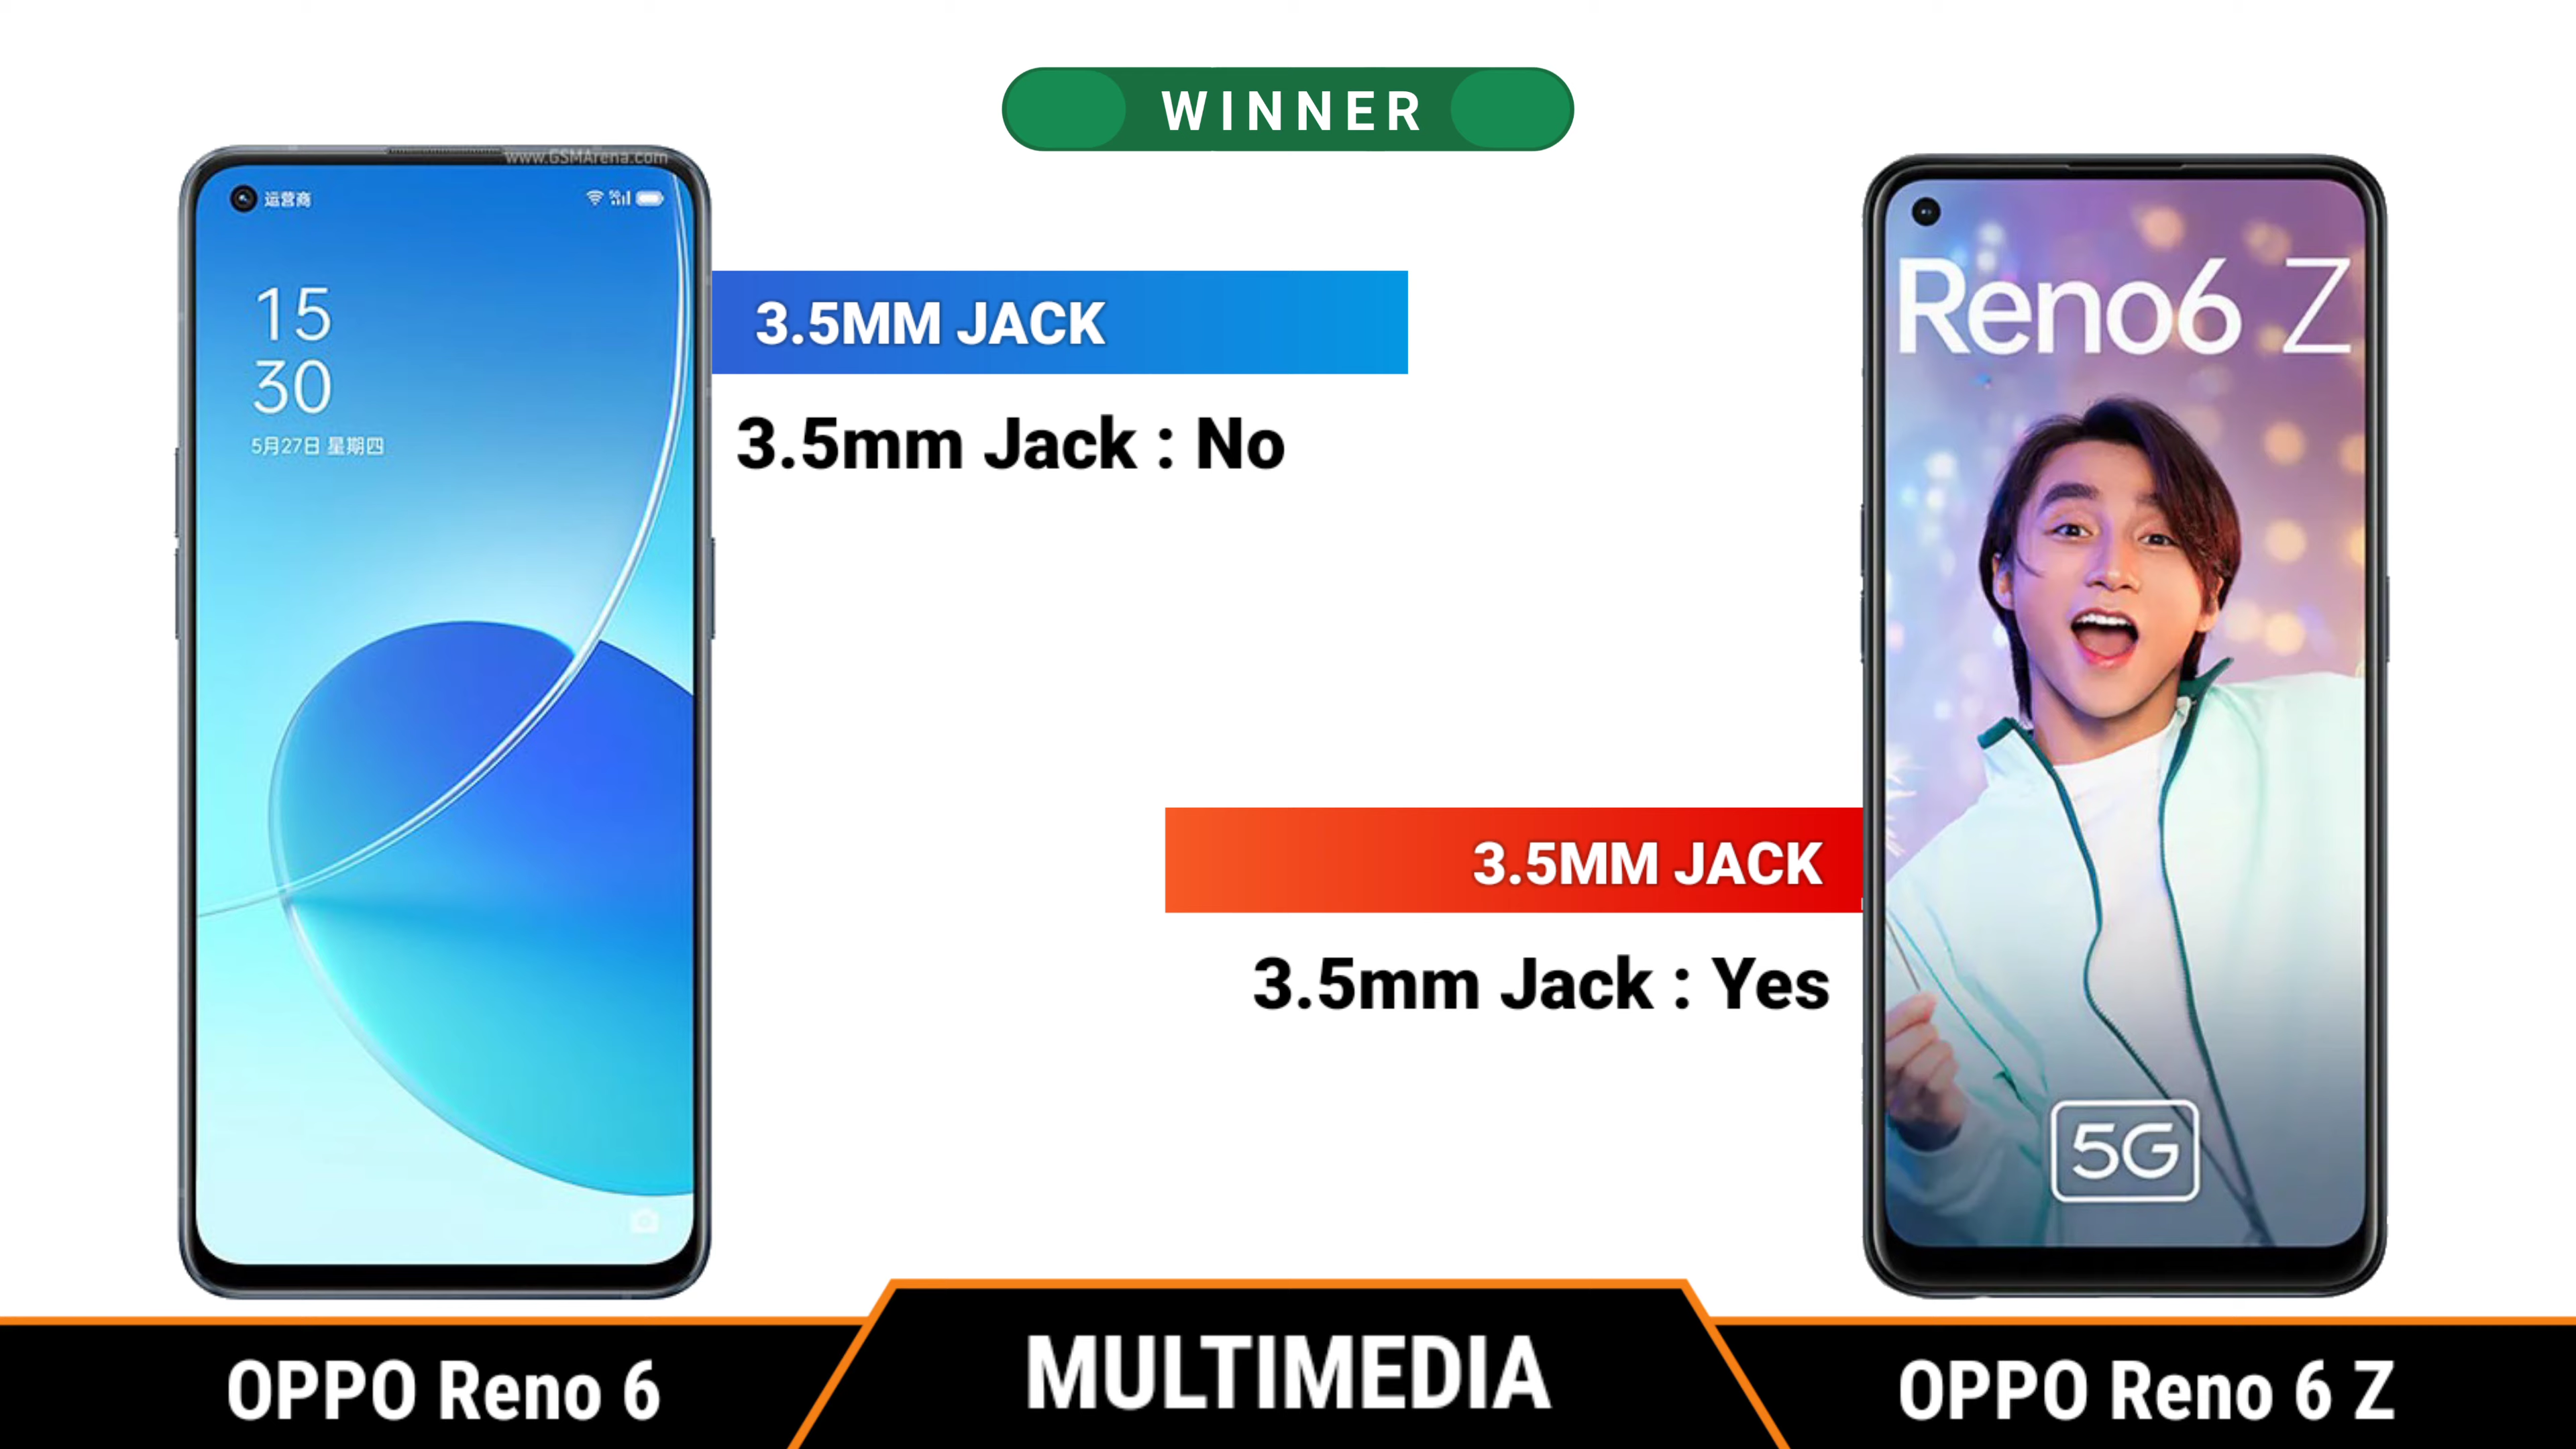 WINNER
www.GSMArena.com
运营商
5G
15
30
5月27日 星期四
3.5MM JACK
3.5mm Jack : No
Reno6 Z
3.5MM JACK
3.5mm Jack : Yes
5G
OPPO Reno 6
MULTIMEDIA
OPPO Reno 6 Z